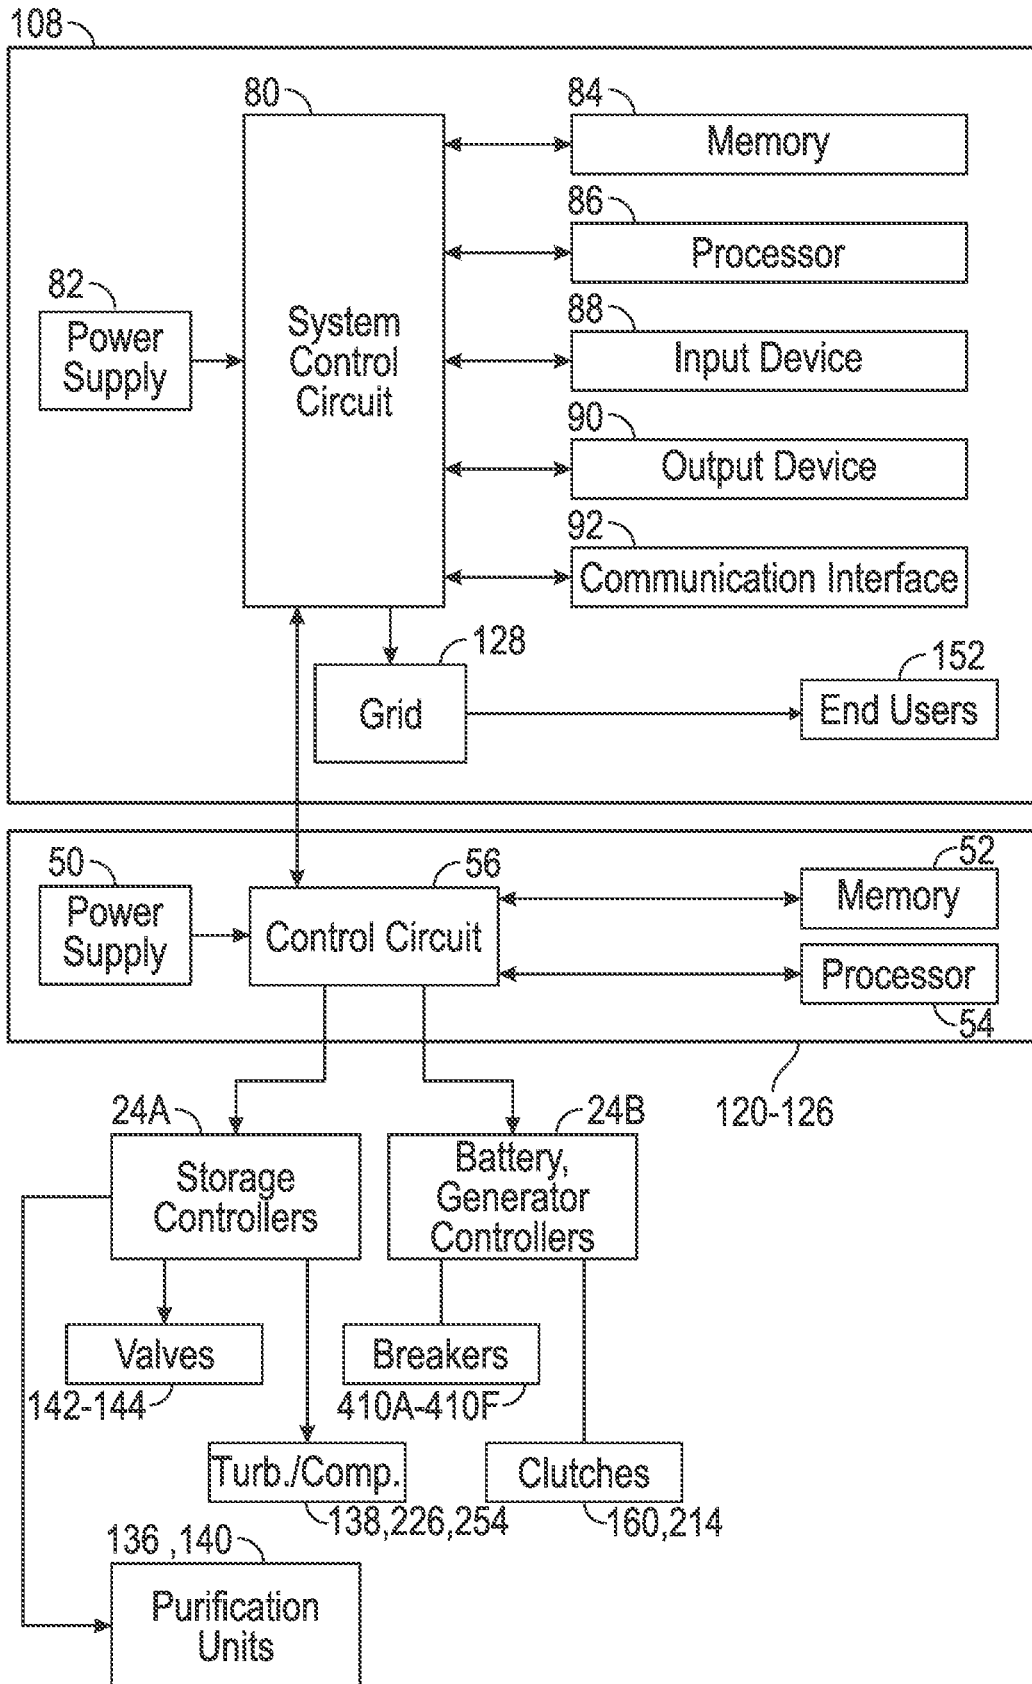 108
80
84
Memory
86
Processor
82
Power
Supply
System
Control
Circuit
88
Input Device
90
Output Device
92
Communication Interface
128
Grid
152
End Users
50
Power
Supply
56
Control Circuit
52
Memory
Processor
54
120-126
24A
Storage
Controllers
24B
Battery,
Generator
Controllers
Valves
142-144
Breakers
410A-410F
Turb./Comp.
138,226,254
Clutches
160,214
136 ,140
Purification
Units